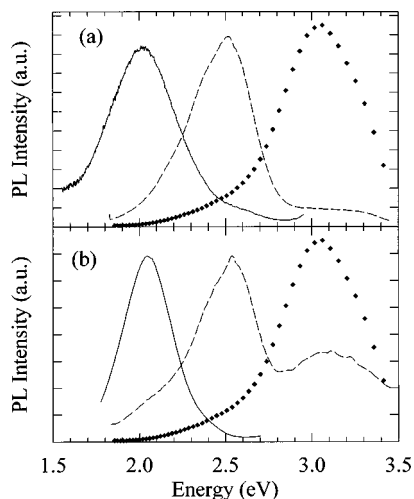 (a)
PL Intensity (a.u.)
(b)
PL Intensity (a.u.)
1.5 2.0 2.5 3.0 3.5
Energy (eV)